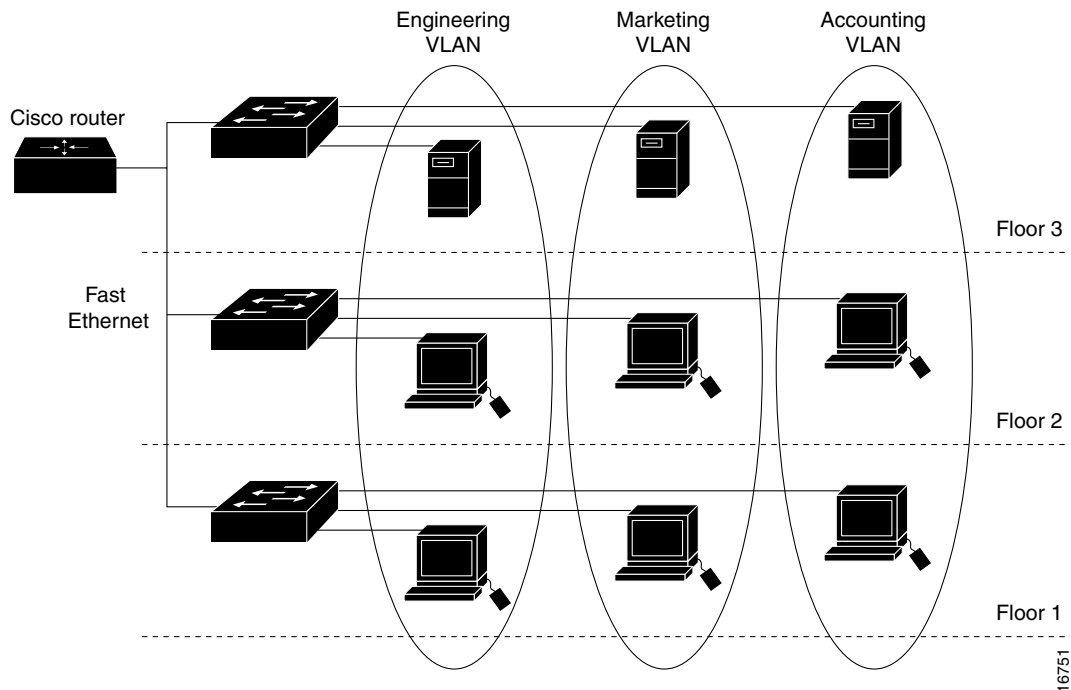 Engineering
VLAN
Marketing
VLAN
Accounting
VLAN
Cisco router
Floor 3
Fast
Ethernet
Floor 2
Floor 1
16751